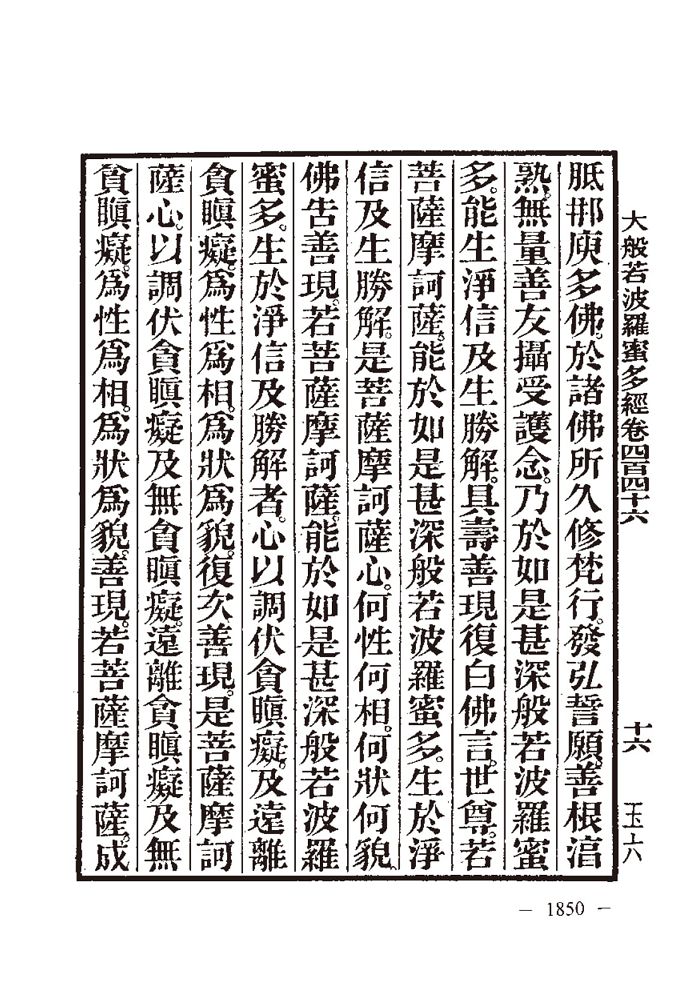 大般若波羅蜜多經卷四百四十六 十六
胝那庾多佛。於諸佛所久修梵行。發弘誓願。善根淳
熟。無量善友攝受護念。乃於如是甚深般若波羅蜜
多。能生淨信及生勝解。具壽善現復白佛言。世尊。若
菩薩摩訶薩。能於如是甚深般若波羅蜜多。生於淨
信及生勝解。是菩薩摩訶薩心。何性何相。何狀何貌。
佛告善現。若菩薩摩訶薩。能於如是甚深般若波羅
蜜多。生於淨信及勝解者。心以調伏貪瞋癡。及遠離
貪瞋癡。爲性爲相。爲狀爲貌。復次善現。是菩薩摩訶
薩心。以調伏貪瞋癡及無貪瞋癡。遠離貪瞋癡及無
貪瞋癡。爲性爲相。爲狀爲貌。善現。若菩薩摩訶薩。成
— 1850 —